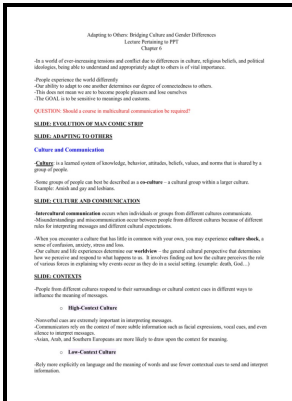 Adapting to Others: Bridging Culture and Gender Differences
Lecture Pertaining to PPT
Chapter 6
-In a world of ever-increasing tensions and conflict due to differences in culture, religious beliefs, and political
ideologies, being able to understand and appropriately adapt to others is of vital importance.
-People experience the world differently
-Our ability to adapt to one another determines our degree of connectedness to others.
-This does not mean we are to become people pleasers and lose ourselves
-The GOAL is to be sensitive to meanings and customs.
QUESTION: Should a course in multicultural communication be required?
SLIDE: EVOLUTION OF MAN COMIC STRIP
SLIDE: ADAPTING TO OTHERS
Culture and Communication
-Culture: is a learned system of knowledge, behavior, attitudes, beliefs, values, and norms that is shared by a
group of people.
-Some groups of people can best be described as a co-culture – a cultural group within a larger culture.
Example: Amish and gay and lesbians.
SLIDE: CULTURE AND COMMUNICATION
-Intercultural communication occurs when individuals or groups from different cultures communicate.
-Misunderstandings and miscommunication occur between people from different cultures because of different
rules for interpreting messages and different cultural expectations.
-When you encounter a culture that has little in common with your own, you may experience culture shock, a
sense of confusion, anxiety, stress and loss.
-Our culture and life experiences determine our worldview – the general cultural perspective that determines
how we perceive and respond to what happens to us. It involves finding out how the culture perceives the role
of various forces in explaining why events occur as they do in a social setting. (example: death, God…)
SLIDE: CONTEXTS
-People from different cultures respond to their surroundings or cultural context cues in different ways to
influence the meaning of messages.
o High-Context Culture
-Nonverbal cues are extremely important in interpreting messages.
-Communicators rely on the context of more subtle information such as facial expressions, vocal cues, and even
silence to interpret messages.
-Asian, Arab, and Southern Europeans are more likely to draw upon the context for meaning.
o Low-Context Culture
-Rely more explicitly on language and the meaning of words and use fewer contextual cues to send and interpret
information.